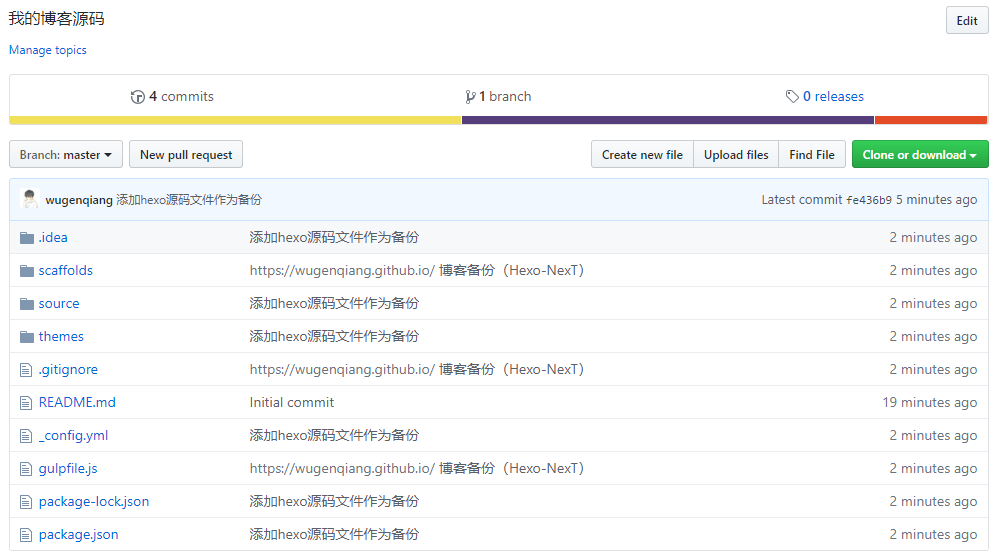 我的博客源码 Edit
Manage topics
4 commits 1 branch 0 releases
Branch: master New pull request Create new file Upload files Find File Clone or download
wugenqiang 添加hexo源码文件作为备份 Latest commit fe436b9 5 minutes ago
.idea 添加hexo源码文件作为备份 2 minutes ago
scaffolds https://wugenqiang.github.io/ 博客备份（Hexo-NexT） 2 minutes ago
source 添加hexo源码文件作为备份 2 minutes ago
themes 添加hexo源码文件作为备份 2 minutes ago
.gitignore https://wugenqiang.github.io/ 博客备份（Hexo-NexT） 2 minutes ago
README.md Initial commit 19 minutes ago
_config.yml 添加hexo源码文件作为备份 2 minutes ago
gulpfile.js https://wugenqiang.github.io/ 博客备份（Hexo-NexT） 2 minutes ago
package-lock.json 添加hexo源码文件作为备份 2 minutes ago
package.json 添加hexo源码文件作为备份 2 minutes ago